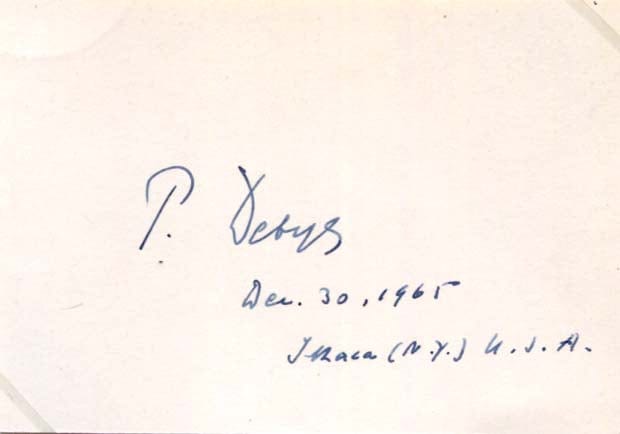 P. Debye
Dec. 30, 1965
Ithaca (N.Y.) U.S.A.